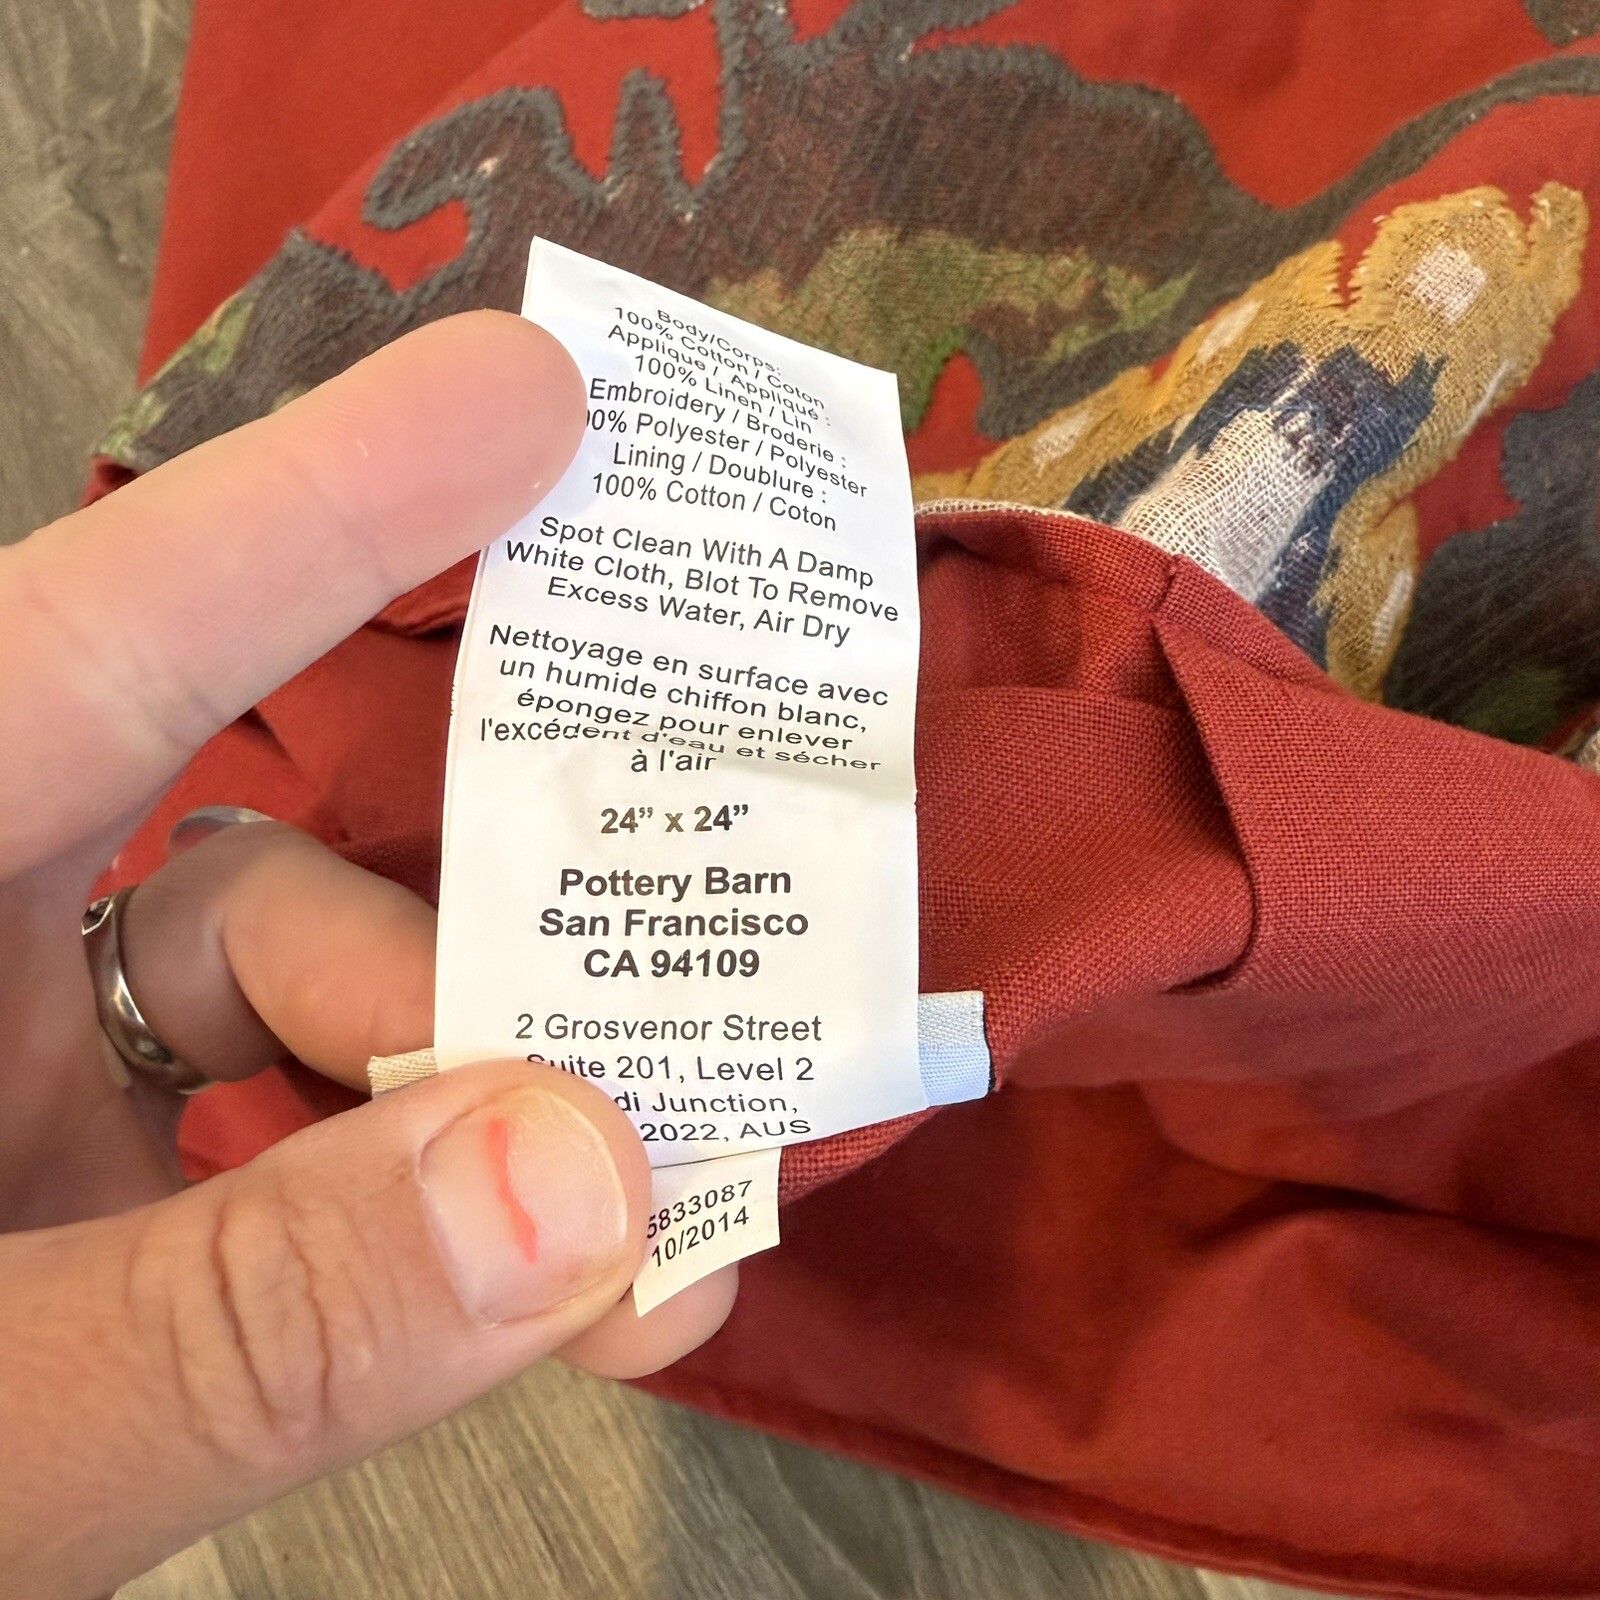 Body/Corps:
100% Cotton / Coton
Applique / Appliqué :
100% Linen / Lin
Embroidery / Broderie :
00% Polyester / Polyester
Lining / Doublure :
100% Cotton / Coton
Spot Clean With A Damp
White Cloth, Blot To Remove
Excess Water, Air Dry
Nettoyage en surface avec
un humide chiffon blanc,
épongez pour enlever
l'excédent d'eau et sécher
à l'air
24” x 24”
Pottery Barn
San Francisco
CA 94109
2 Grosvenor Street
Suite 201, Level 2
di Junction,
2022, AUS
5833087
10/2014